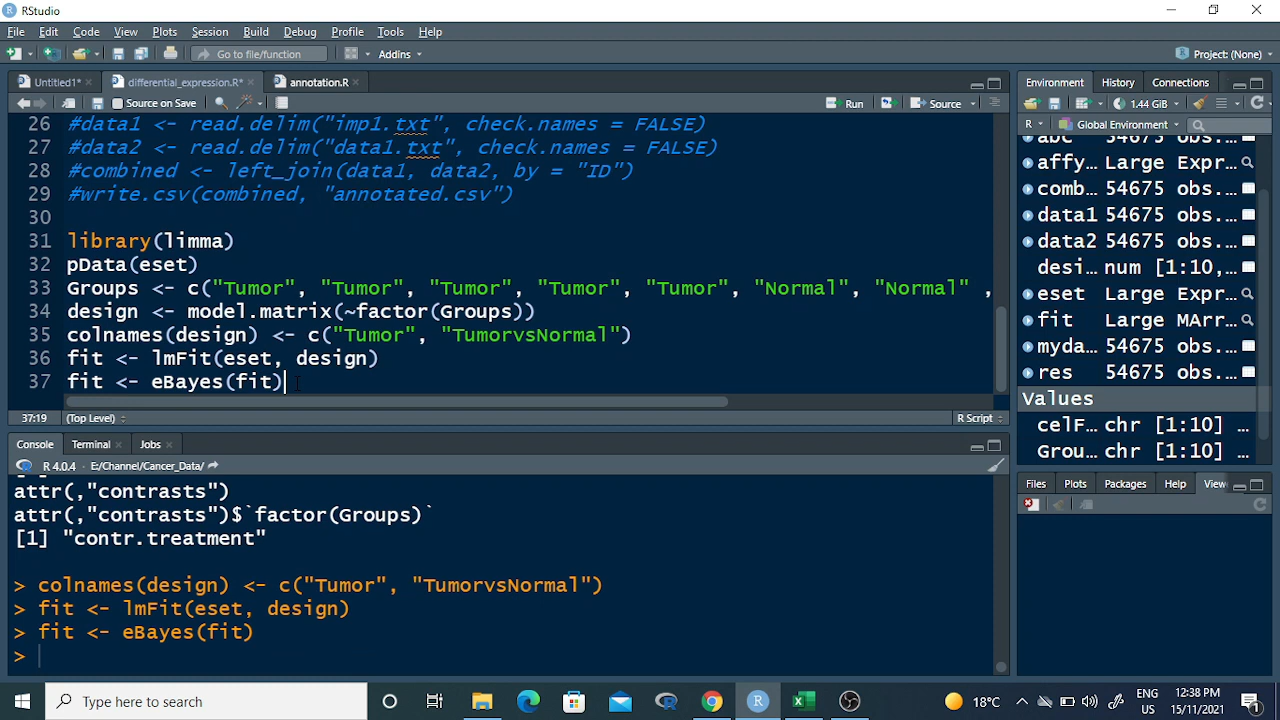 RStudio
File Edit Code View Plots Session Build Debug Profile Tools Help
Go to file/function Addins Project: (None)
Untitled1* differential_expression.R* annotation.R
Source on Save Run Source
26 #data1 <- read.delim("imp1.txt", check.names = FALSE)
27 #data2 <- read.delim("data1.txt", check.names = FALSE)
28 #combined <- left_join(data1, data2, by = "ID")
29 #write.csv(combined, "annotated.csv")
30
31 library(limma)
32 pData(eset)
33 Groups <- c("Tumor", "Tumor", "Tumor", "Tumor", "Tumor", "Normal", "Normal" ,
34 design <- model.matrix(~factor(Groups))
35 colnames(design) <- c("Tumor", "TumorvsNormal")
36 fit <- lmFit(eset, design)
37 fit <- eBayes(fit)
37:19 (Top Level) R Script
Console Terminal Jobs
R 4.0.4 · E:/Channel/Cancer_Data/
attr(,"contrasts")
attr(,"contrasts")$`factor(Groups)`
[1] "contr.treatment"
> colnames(design) <- c("Tumor", "TumorvsNormal")
> fit <- lmFit(eset, design)
> fit <- eBayes(fit)
>
Environment History Connections
1.44 GiB
R Global Environment
abc
affy... Large Expr...
comb... 54675 obs.
data1 54675 obs.
data2 54675 obs.
desi... num [1:10,...
eset Large Expr...
fit Large MArr...
myda... 54675 obs.
res 54675 obs.
Values
celF... chr [1:10]
Grou... chr [1:10]
Files Plots Packages Help View
Type here to search
18°C ENG US 12:38 PM 15/11/2021 1